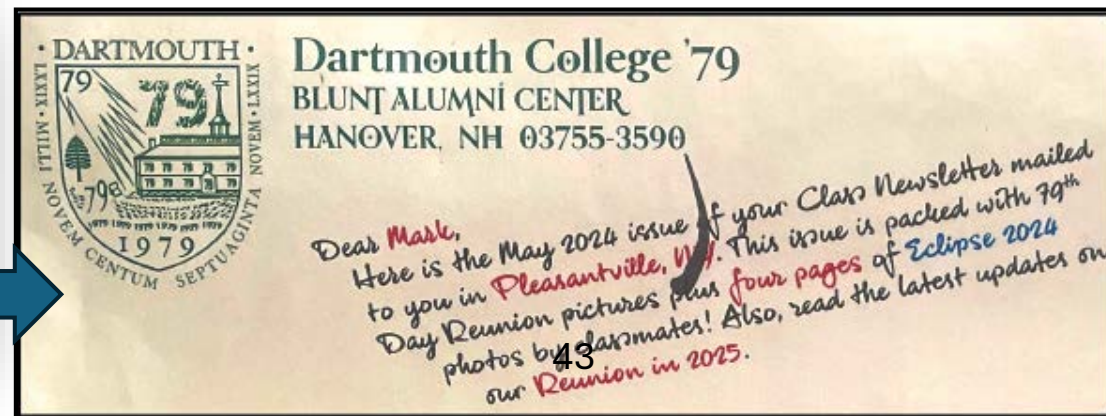 · DARTMOUTH ·
LXXIX · MILLI NOVEM CENTUM SEPTUAGINTA NOVEM · LXXIX
79
79
79
1979
Dartmouth College '79
BLUNT ALUMNI CENTER
HANOVER, NH 03755-3590
Dear Mark,
Here is the May 2024 issue of your Class Newsletter mailed
to you in Pleasantville, NY. This issue is packed with 79th
Day Reunion pictures plus four pages of Eclipse 2024
photos by classmates! Also, read the latest updates on
our Reunion in 2025.
43